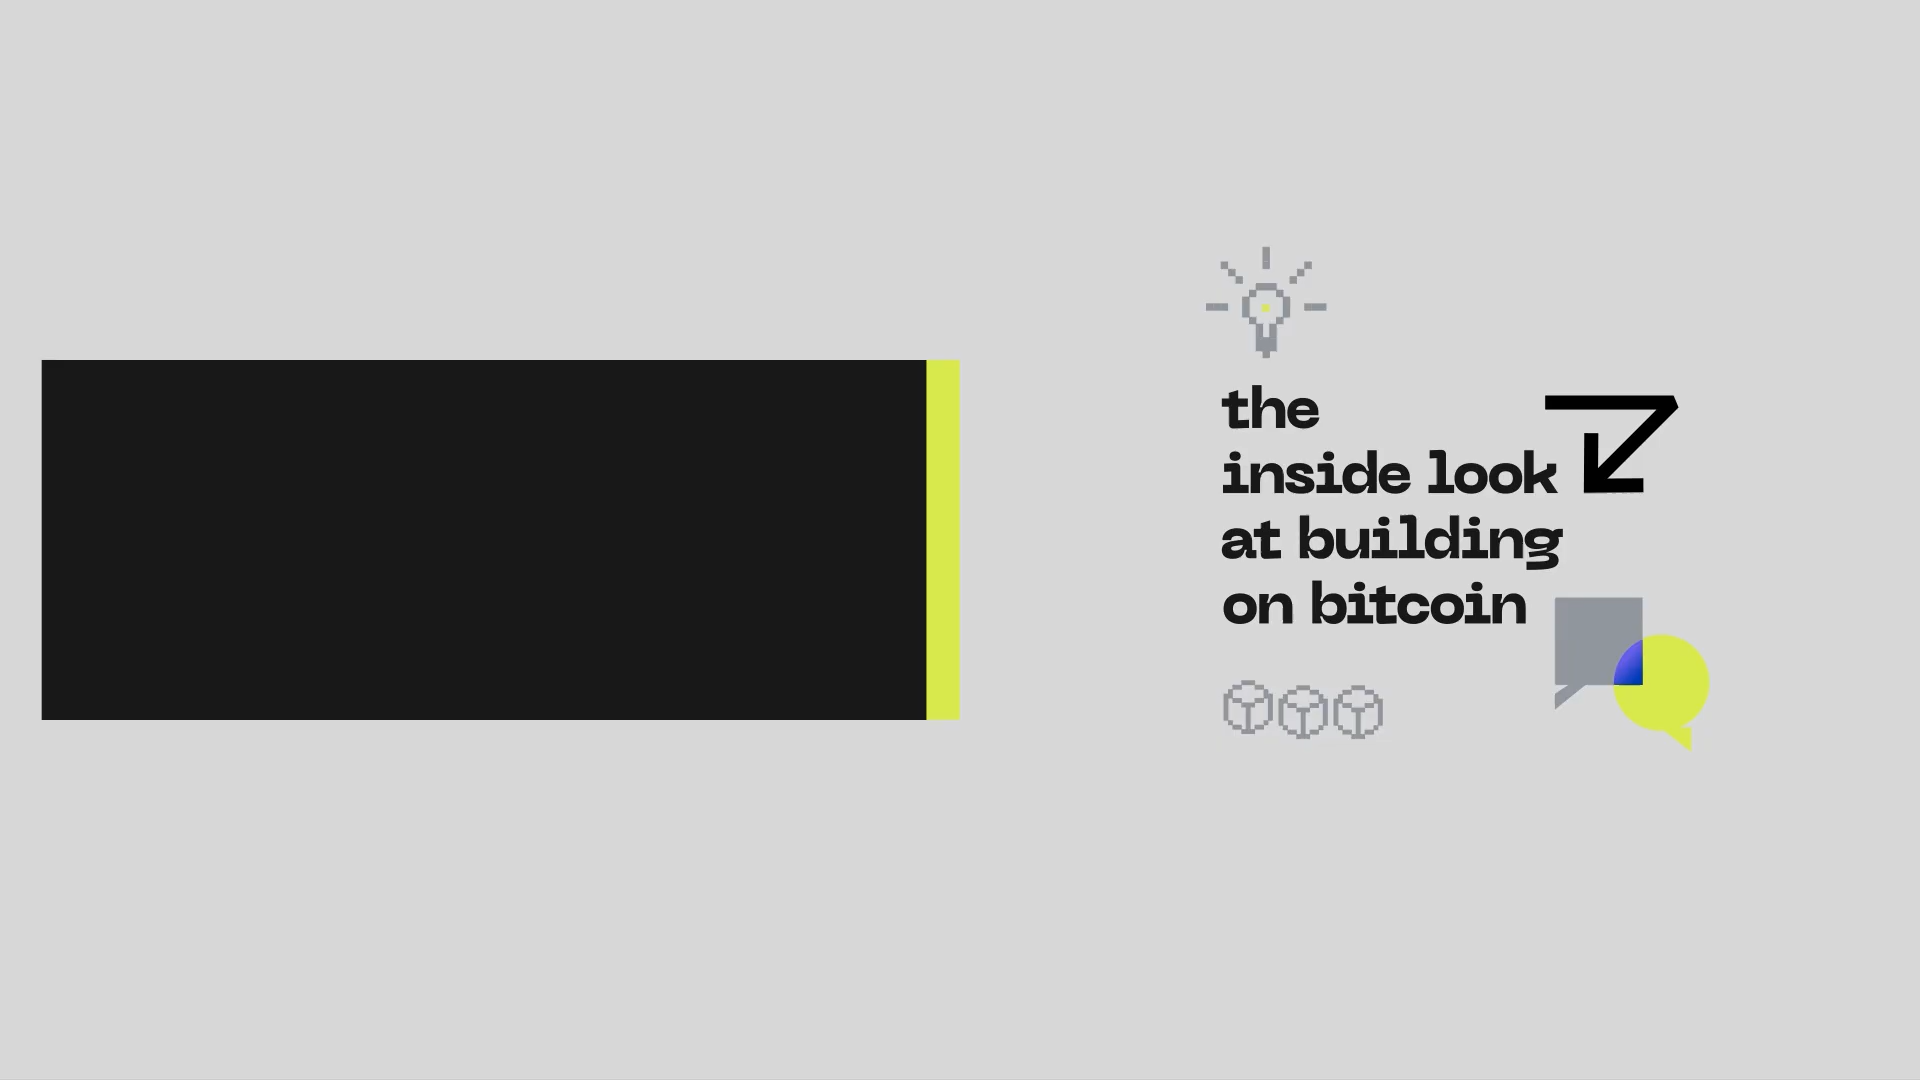 the
inside look
at building
on bitcoin